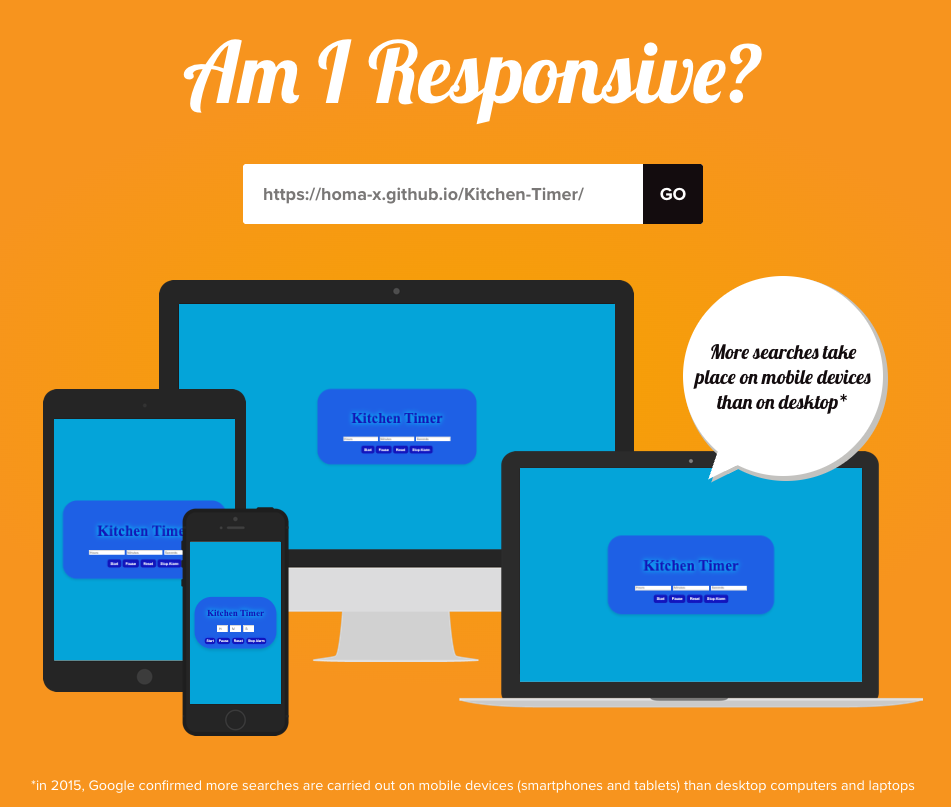 Am I Responsive?
https://homa-x.github.io/Kitchen-Timer/
GO
More searches take
place on mobile devices
than on desktop*
Kitchen Timer
Start Pause Reset Stop Alarm
Kitchen Time
Start Pause Reset Stop Alarm
Kitchen Timer
Start Pause Reset Stop Alarm
Kitchen Timer
Start Pause Reset Stop Alarm
*in 2015, Google confirmed more searches are carried out on mobile devices (smartphones and tablets) than desktop computers and laptops